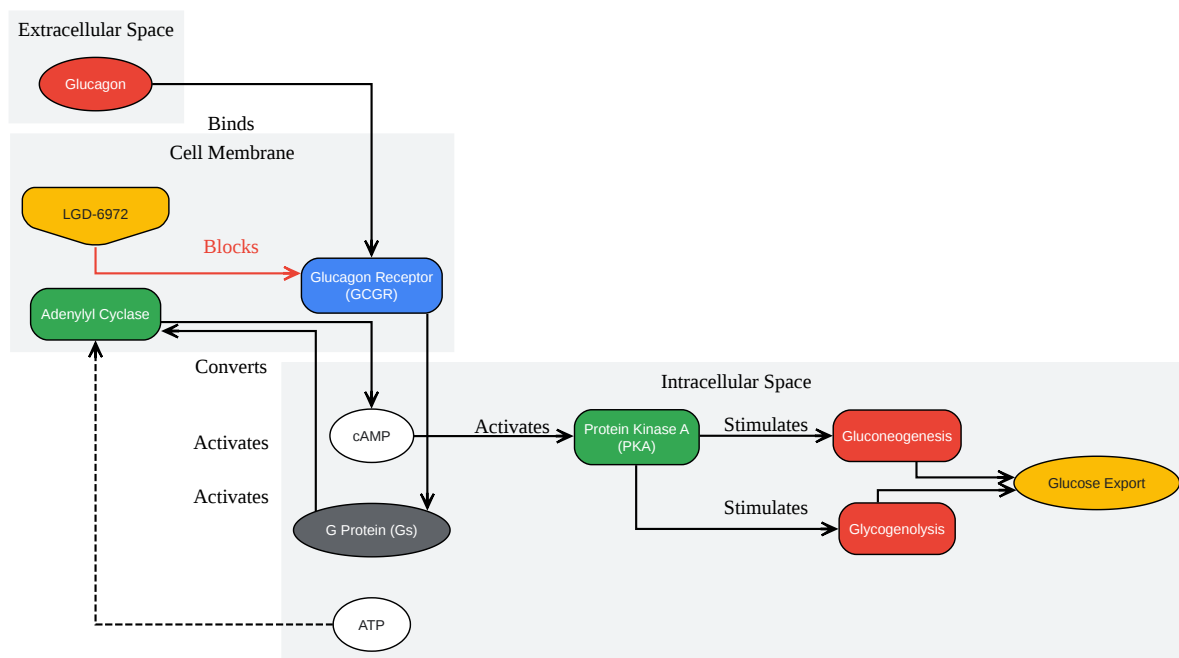 Extracellular Space
Glucagon
Binds
Cell Membrane
LGD-6972
Blocks
Glucagon Receptor
(GCGR)
Adenylyl Cyclase
Converts
Intracellular Space
cAMP
Activates
Activates
Protein Kinase A
(PKA)
Stimulates
Gluconeogenesis
Activates
Glucose Export
G Protein (Gs)
Stimulates
Glycogenolysis
ATP